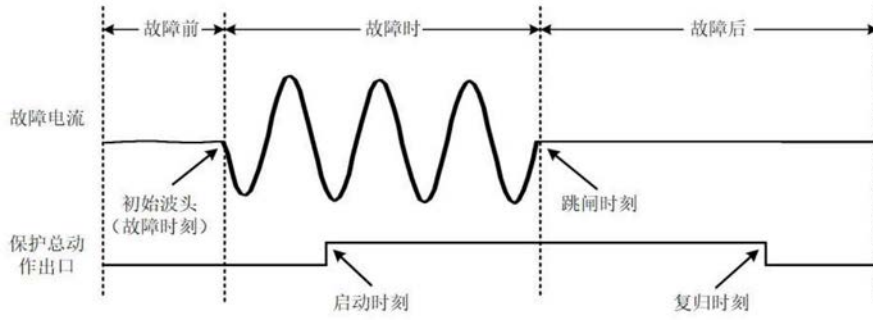 故障前
故障时
故障后
故障电流
初始波头
（故障时刻）
跳闸时刻
保护总动
作出口
启动时刻
复归时刻